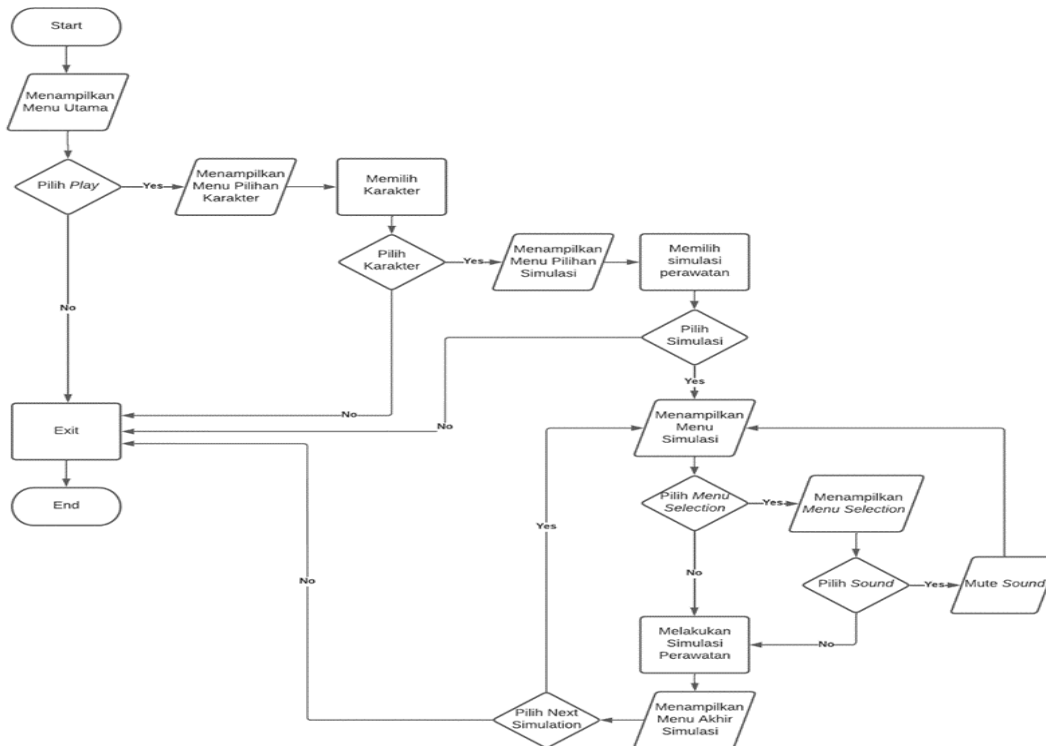 Start
Menampilkan
Menu Utama
Pilih Play
Yes
Menampilkan
Menu Pilihan
Karakter
Memilih
Karakter
Pilih
Karakter
Yes
Menampilkan
Menu Pilihan
Simulasi
Memilih
simulasi
perawatan
No
Pilih
Simulasi
Yes
Menampilkan
Menu
Simulasi
No
No
Exit
End
Pilih Menu
Selection
Yes
Menampilkan
Menu Selection
Yes
No
No
Pilih Sound
Yes
Mute Sound
Melakukan
Simulasi
Perawatan
No
Pilih Next
Simulation
Menampilkan
Menu Akhir
Simulasi